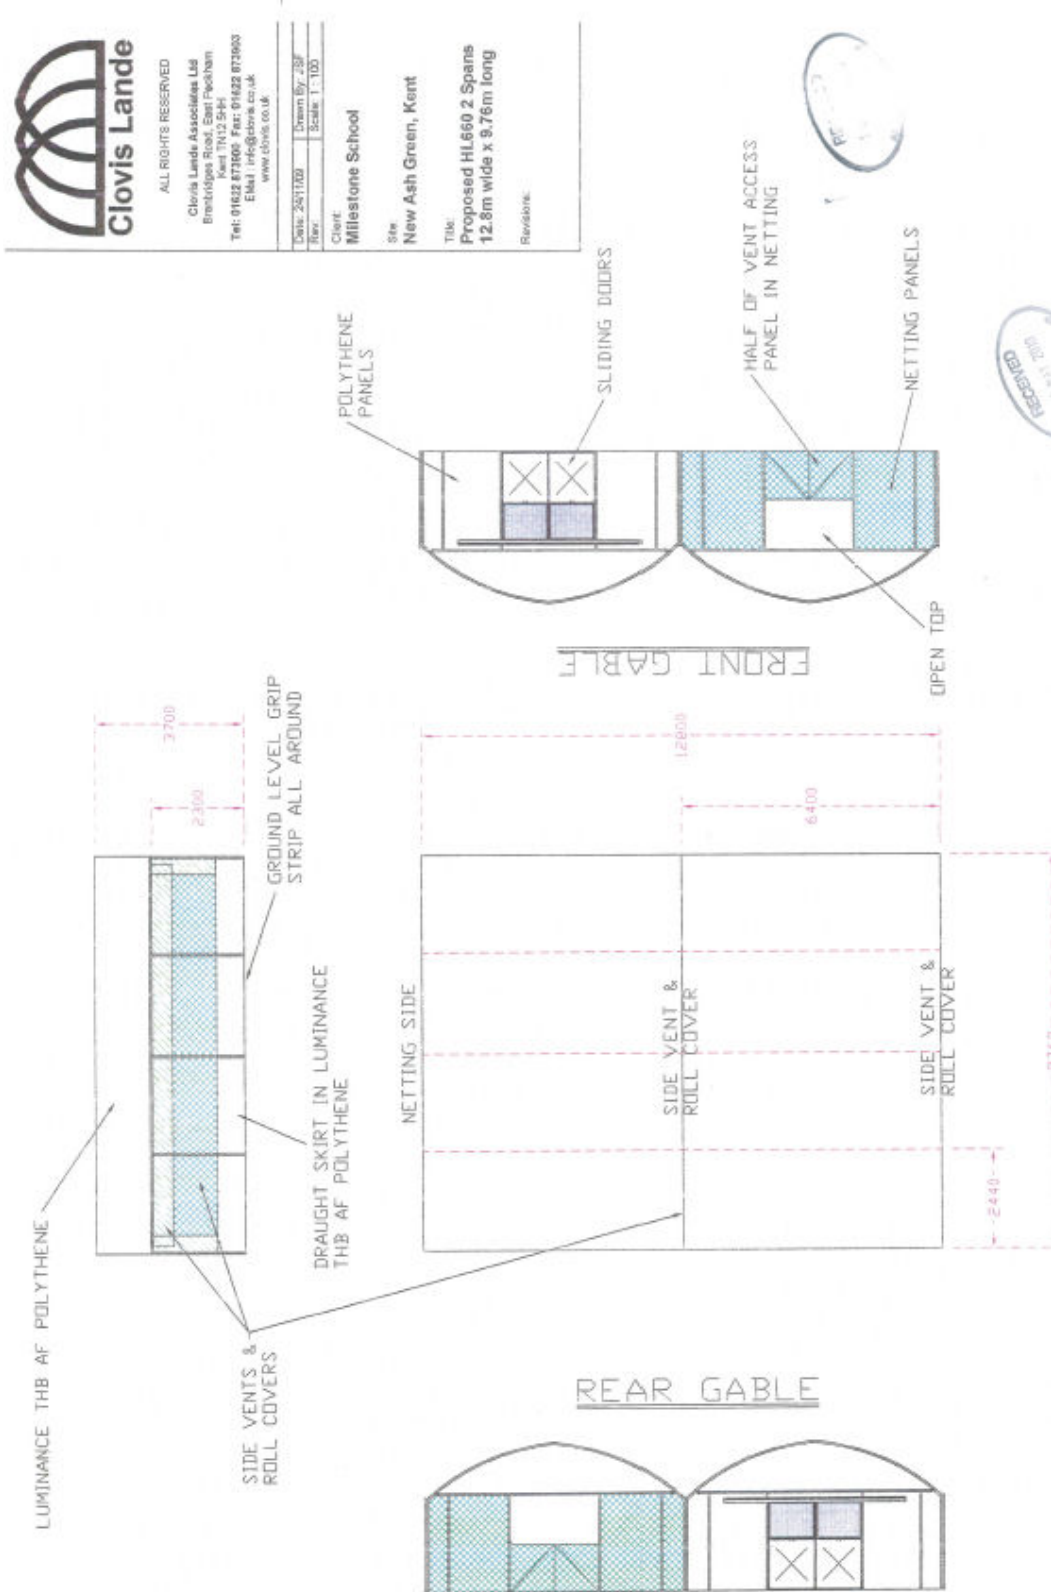 Clovis Lande
ALL RIGHTS RESERVED
Clovis Lande Associates Ltd
Branbridges Road, East Peckham
Kent TN12 5HH
Tel: 01622 873900 Fax: 01622 873903
EMail: info@clovis.co.uk
www.clovis.co.uk
Date: 24/11/09 Drawn By: JSF
Rev: Scale: 1 : 100
Client:
Millestone School
Site:
New Ash Green, Kent
Title:
Proposed HL660 2 Spans
12.8m wide x 9.76m long
Revisions:
POLYTHENE
PANELS
SLIDING DOORS
HALF OF VENT ACCESS
PANEL IN NETTING
NETTING PANELS
OPEN TOP
FRONT GABLE
RECEIVED
2010
LUMINANCE THB AF POLYTHENE
3700
2300
GROUND LEVEL GRIP
STRIP ALL AROUND
DRAUGHT SKIRT IN LUMINANCE
THB AF POLYTHENE
SIDE VENTS &
ROLL COVERS
NETTING SIDE
SIDE VENT &
ROLL COVER
SIDE VENT &
ROLL COVER
12800
6400
2440
REAR GABLE